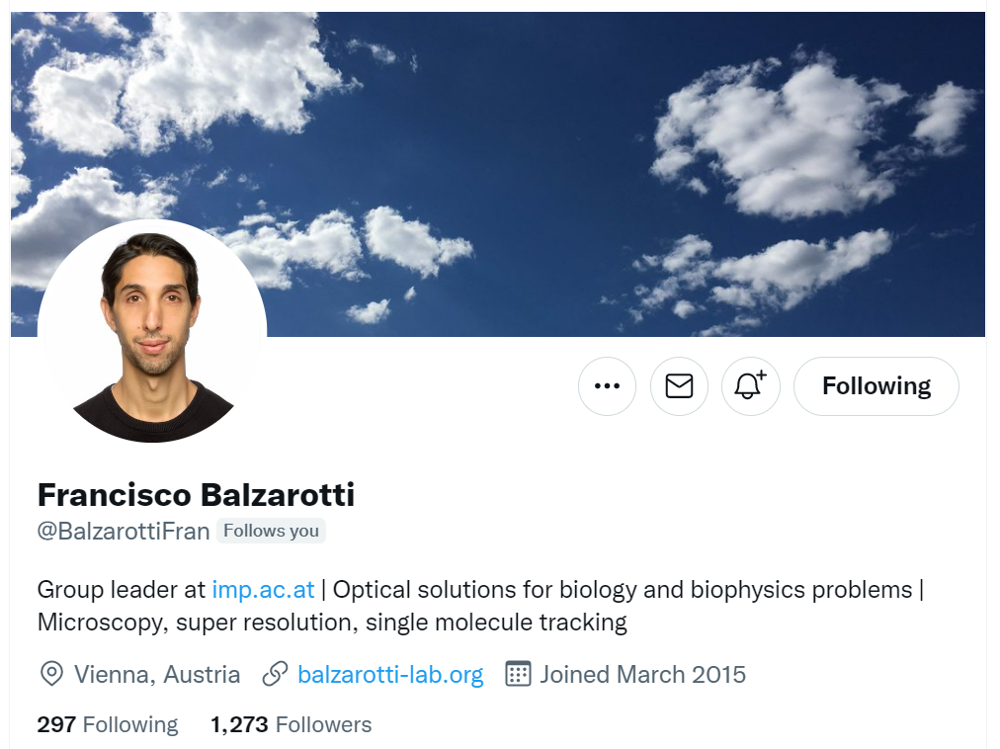 Following
Francisco Balzarotti
@BalzarottiFran Follows you
Group leader at imp.ac.at | Optical solutions for biology and biophysics problems |
Microscopy, super resolution, single molecule tracking
Vienna, Austria balzarotti-lab.org Joined March 2015
297 Following 1,273 Followers